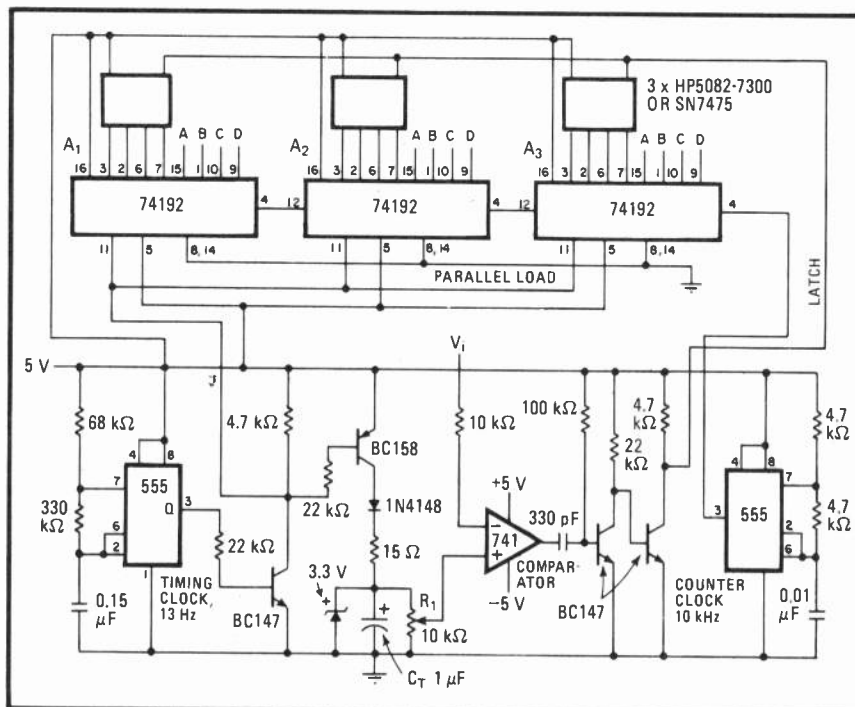 3 x HP5082-7300
OR SN7475
A1
16 3 2 6 7 15 A 1 B 10 C 9 D
74192
4
11 5 8, 14
A2
12
16 3 2 6 7 15 A 1 B 10 C 9 D
74192
4
11 5 8, 14
A3
12
16 3 2 6 7 15 A 1 B 10 C 9 D
74192
4
11 5 8, 14
PARALLEL LOAD
LATCH
5 V
68 kΩ
330 kΩ
0.15 µF
4 8
7
555
Q 3
6
2
1
TIMING CLOCK, 13 Hz
22 kΩ
4.7 kΩ
BC147
22 kΩ
BC158
1N4148
15 Ω
3.3 V
+
+
CT 1 µF
R1
10 kΩ
Vi
10 kΩ
+5 V
−
741
+
COMPARATOR
−5 V
330 pF
100 kΩ
22 kΩ
4.7 kΩ
BC147
4 8
3
555
7
2
6
COUNTER CLOCK 10 kHz
4.7 kΩ
4.7 kΩ
0.01 µF